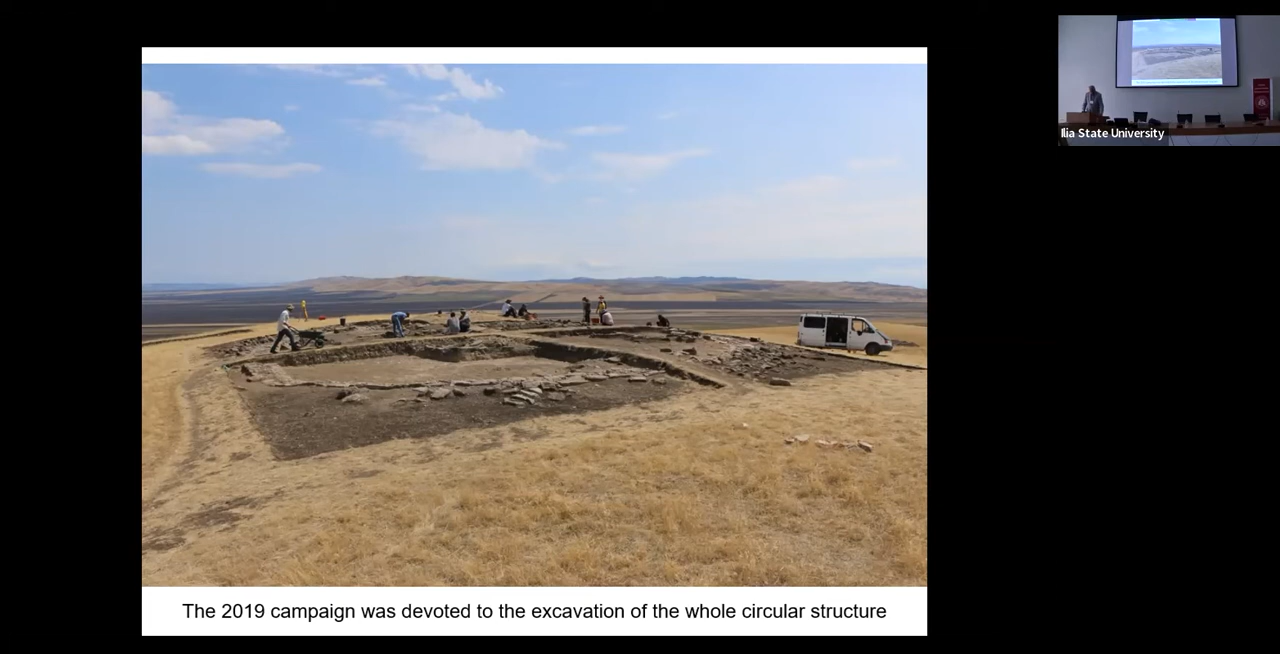 Ilia State University
The 2019 campaign was devoted to the excavation of the whole circular structure